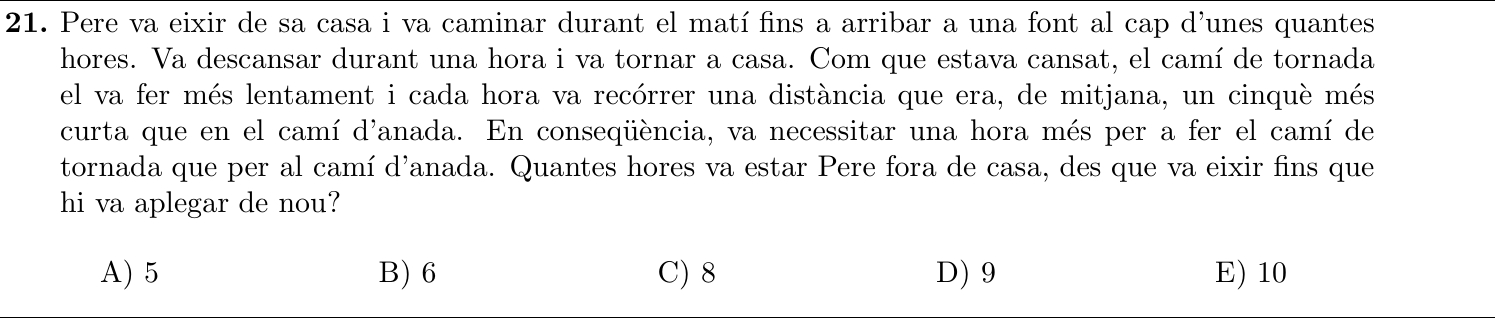 21. Pere va eixir de sa casa i va caminar durant el matí fins a arribar a una font al cap d'unes quantes
hores. Va descansar durant una hora i va tornar a casa. Com que estava cansat, el camí de tornada
el va fer més lentament i cada hora va recórrer una distància que era, de mitjana, un cinquè més
curta que en el camí d'anada. En conseqüència, va necessitar una hora més per a fer el camí de
tornada que per al camí d'anada. Quantes hores va estar Pere fora de casa, des que va eixir fins que
hi va aplegar de nou?
A) 5 B) 6 C) 8 D) 9 E) 10